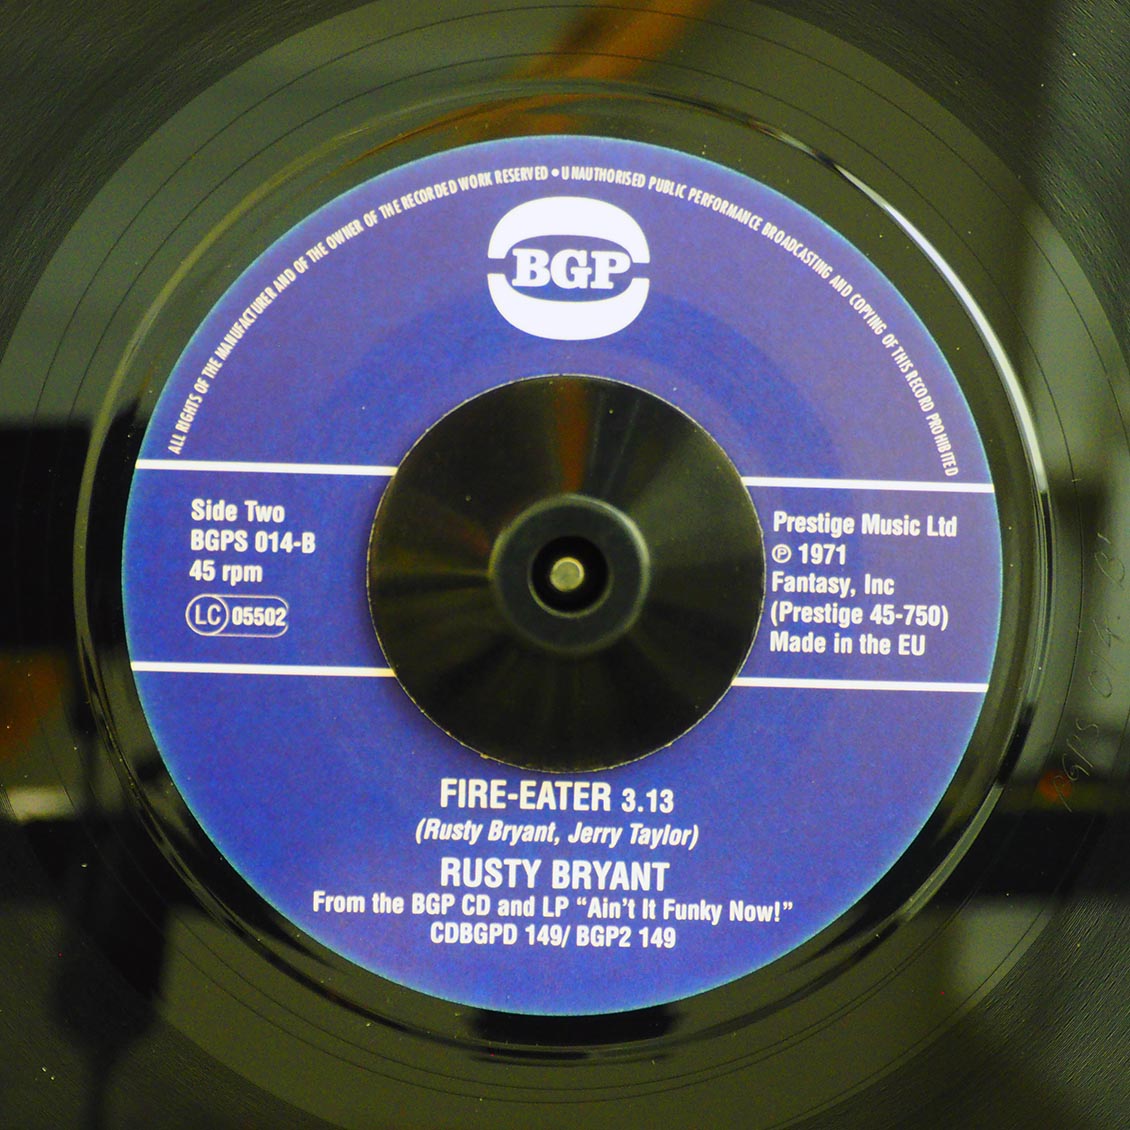 ALL RIGHTS OF THE MANUFACTURER AND OF THE OWNER OF THE RECORDED WORK RESERVED • UNAUTHORISED PUBLIC PERFORMANCE BROADCASTING AND COPYING OF THIS RECORD PROHIBITED
BGP
Side Two
BGPS 014-B
45 rpm
LC 05502
Prestige Music Ltd
℗ 1971
Fantasy, Inc
(Prestige 45-750)
Made in the EU
FIRE-EATER 3.13
(Rusty Bryant, Jerry Taylor)
RUSTY BRYANT
From the BGP CD and LP “Ain’t It Funky Now!”
CDBGPD 149/ BGP2 149